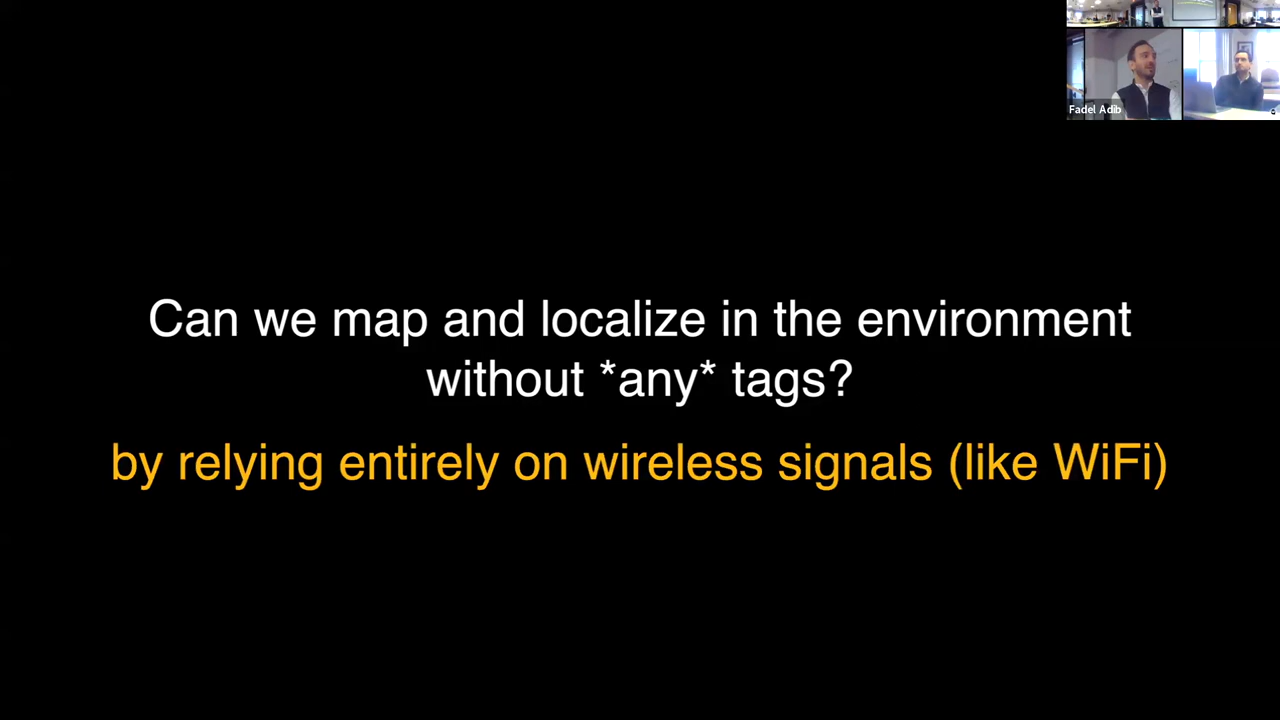 Fadel Adib
Can we map and localize in the environment
without *any* tags?
by relying entirely on wireless signals (like WiFi)